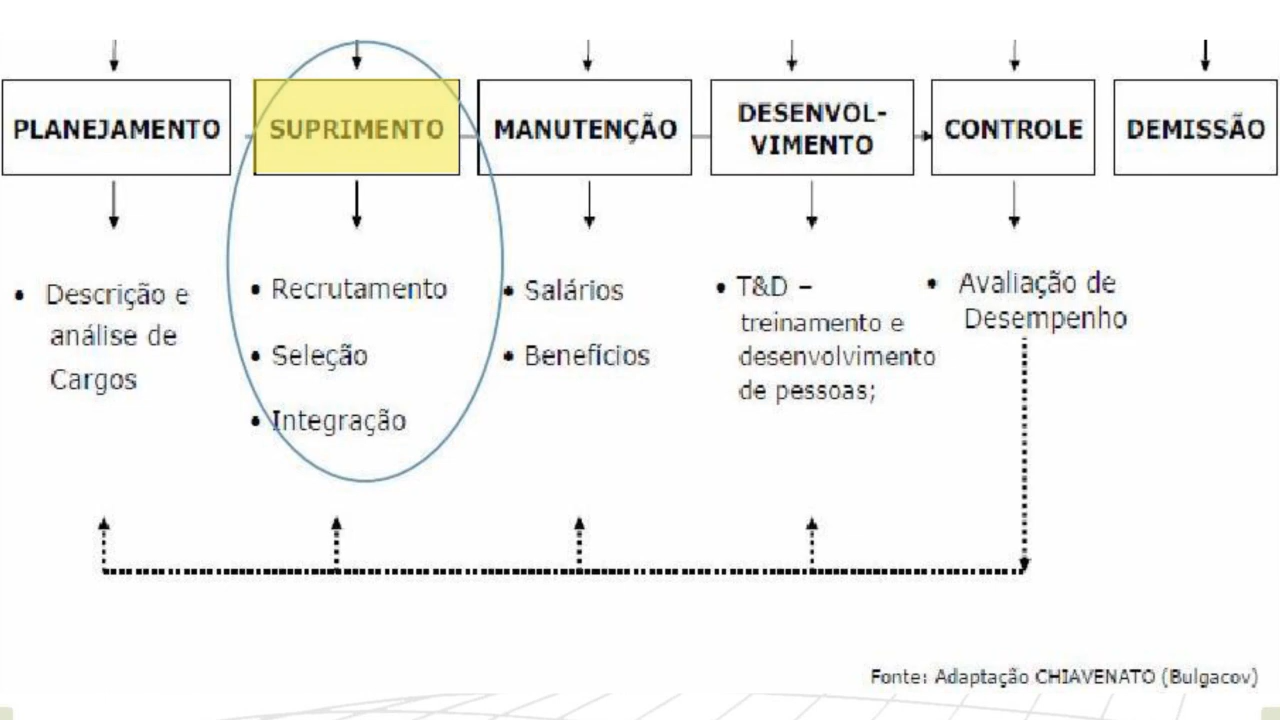 PLANEJAMENTO
SUPRIMENTO
MANUTENÇÃO
DESENVOL-
VIMENTO
CONTROLE
DEMISSÃO
• Descrição e
análise de
Cargos
• Recrutamento
• Seleção
• Integração
• Salários
• Benefícios
• T&D –
treinamento e
desenvolvimento
de pessoas;
• Avaliação de
Desempenho
Fonte: Adaptação CHIAVENATO (Bulgacov)